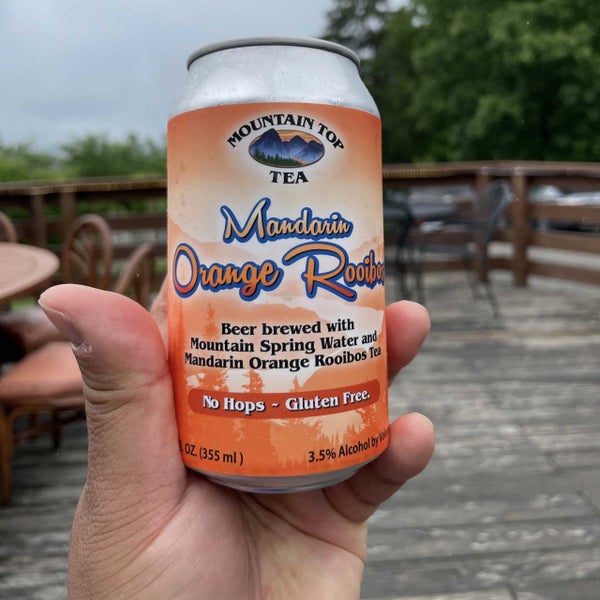 MOUNTAIN TOP
TEA
Mandarin
Orange Rooibos
Beer brewed with
Mountain Spring Water and
Mandarin Orange Rooibos Tea
No Hops ~ Gluten Free.
OZ. (355 ml)
3.5% Alcohol by